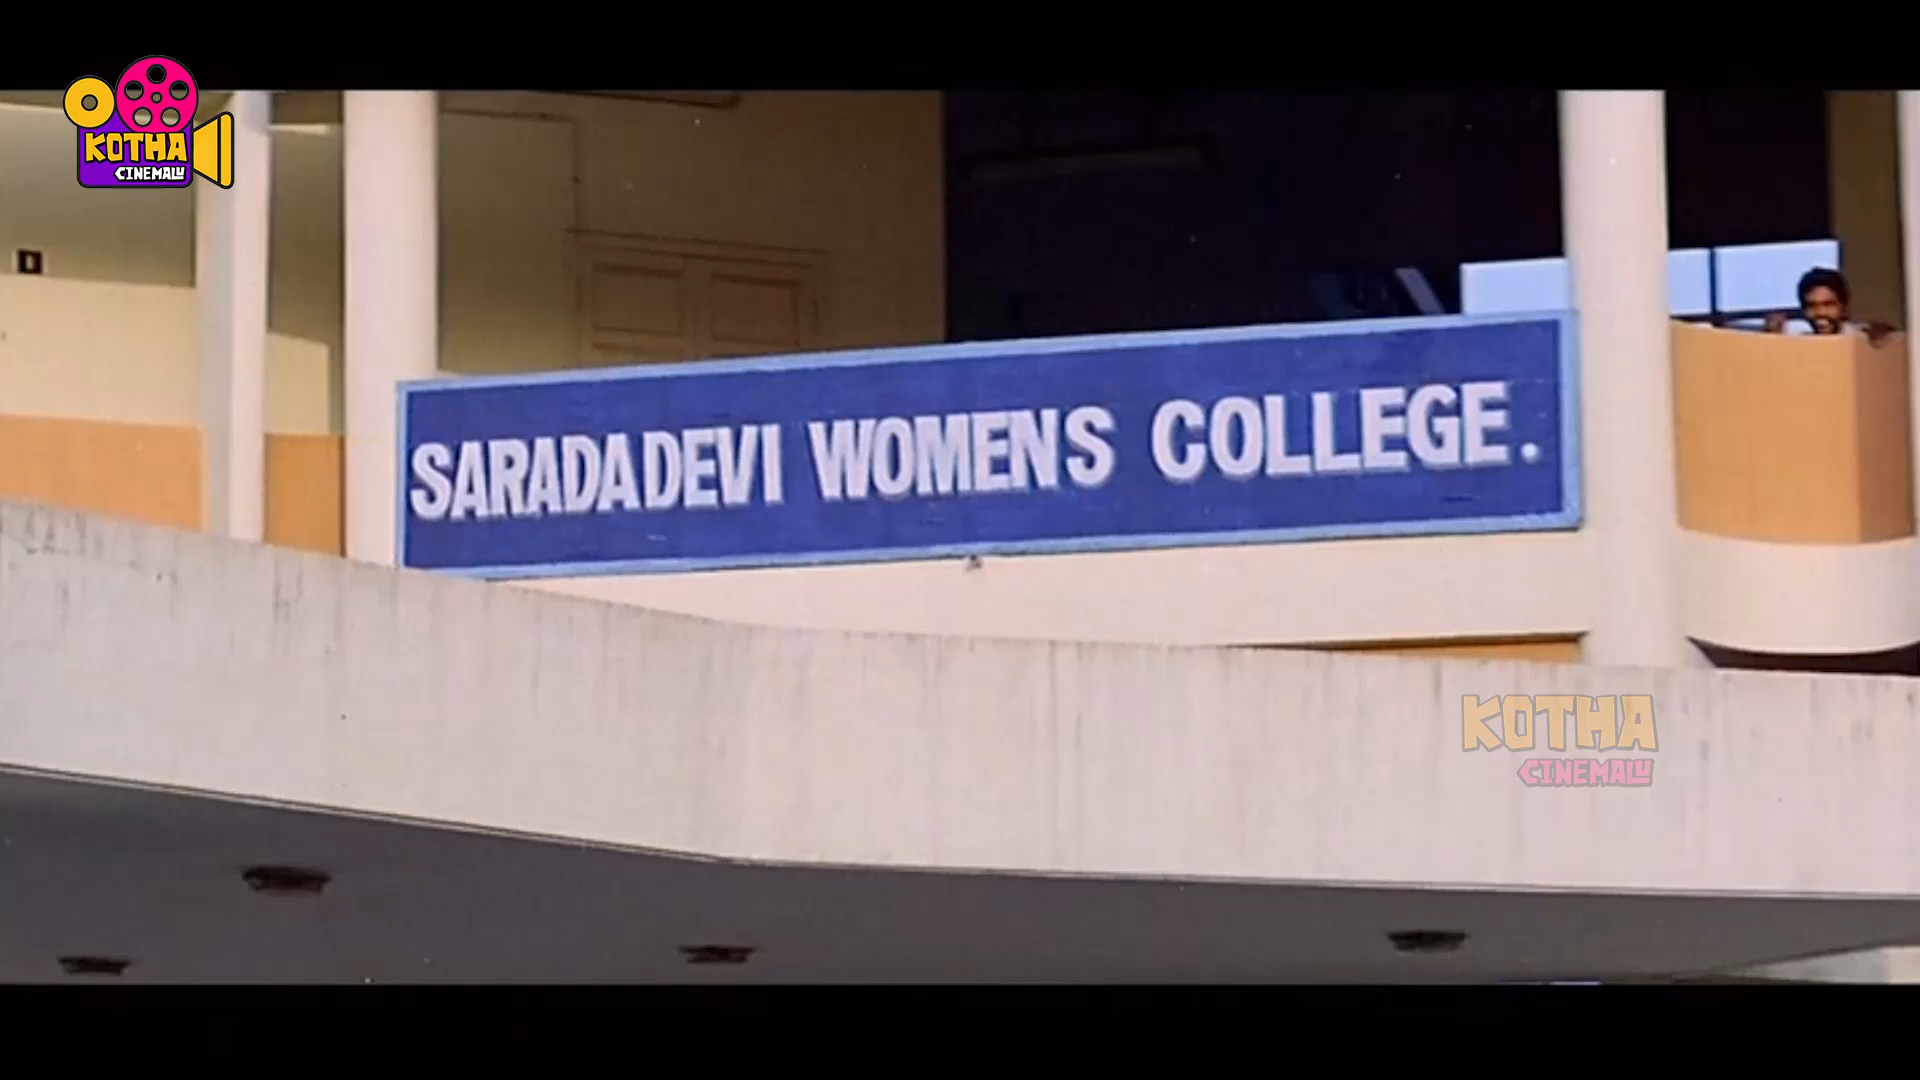 KOTHA
CINEMALU
SARADADEVI WOMENS COLLEGE.
KOTHA
CINEMALU